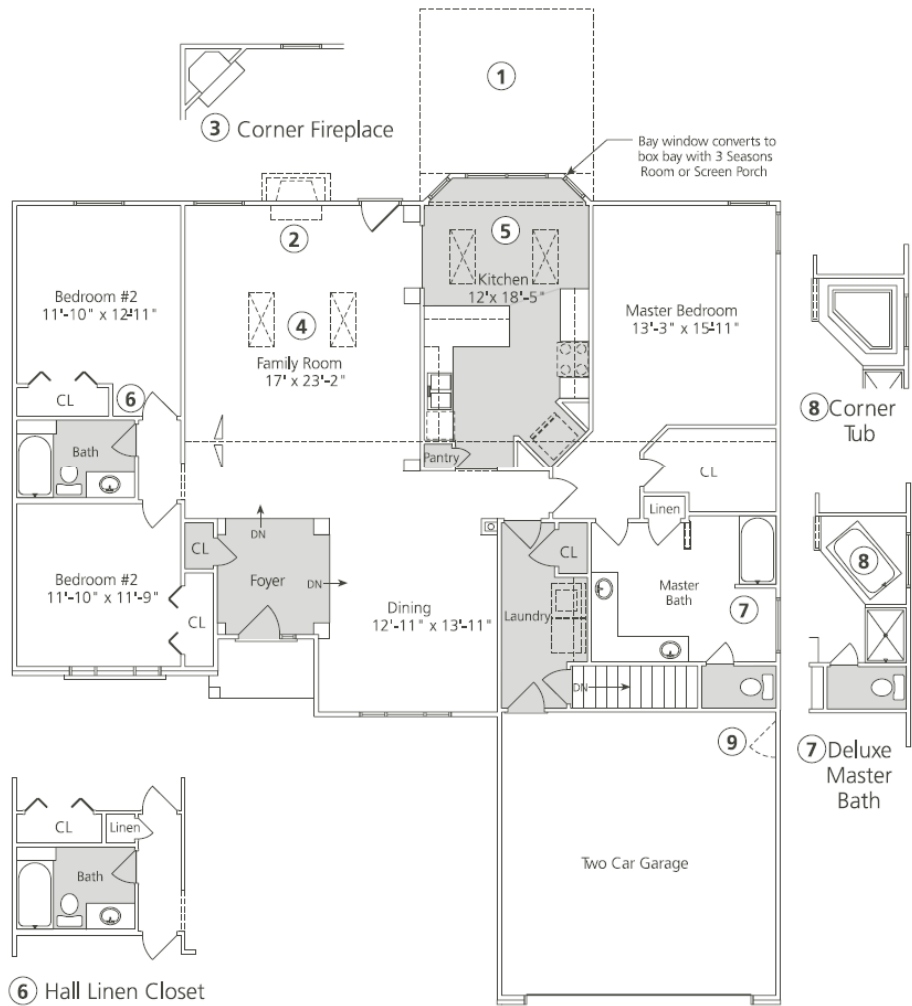 1
3 Corner Fireplace
Bay window converts to
box bay with 3 Seasons
Room or Screen Porch
2
5
Kitchen
12'x 18'-5"
Bedroom #2
11'-10" x 12'11"
4
Family Room
17' x 23'-2"
Master Bedroom
13'-3" x 15'-11"
CL
6
8 Corner
Tub
Bath
Pantry
CL
Linen
CL
DN
CL
Bedroom #2
11'-10" x 11'-9"
Foyer
DN
CL
Dining
12'-11" x 13'-11"
Laundry
Master
Bath
7
8
DN
9
7 Deluxe
Master
Bath
CL
Linen
Bath
Two Car Garage
6 Hall Linen Closet